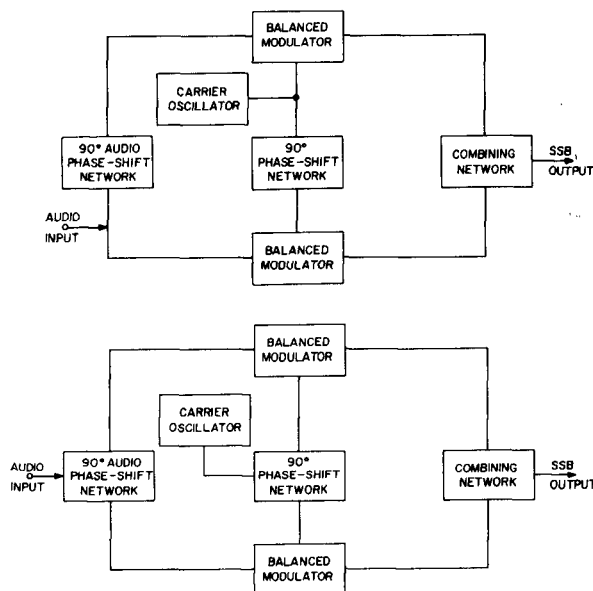 BALANCED
MODULATOR
CARRIER
OSCILLATOR
90° AUDIO
PHASE-SHIFT
NETWORK
90°
PHASE-SHIFT
NETWORK
COMBINING
NETWORK
SSB
OUTPUT
AUDIO
INPUT
BALANCED
MODULATOR
BALANCED
MODULATOR
CARRIER
OSCILLATOR
AUDIO
INPUT
90° AUDIO
PHASE-SHIFT
NETWORK
90°
PHASE-SHIFT
NETWORK
COMBINING
NETWORK
SSB
OUTPUT
BALANCED
MODULATOR